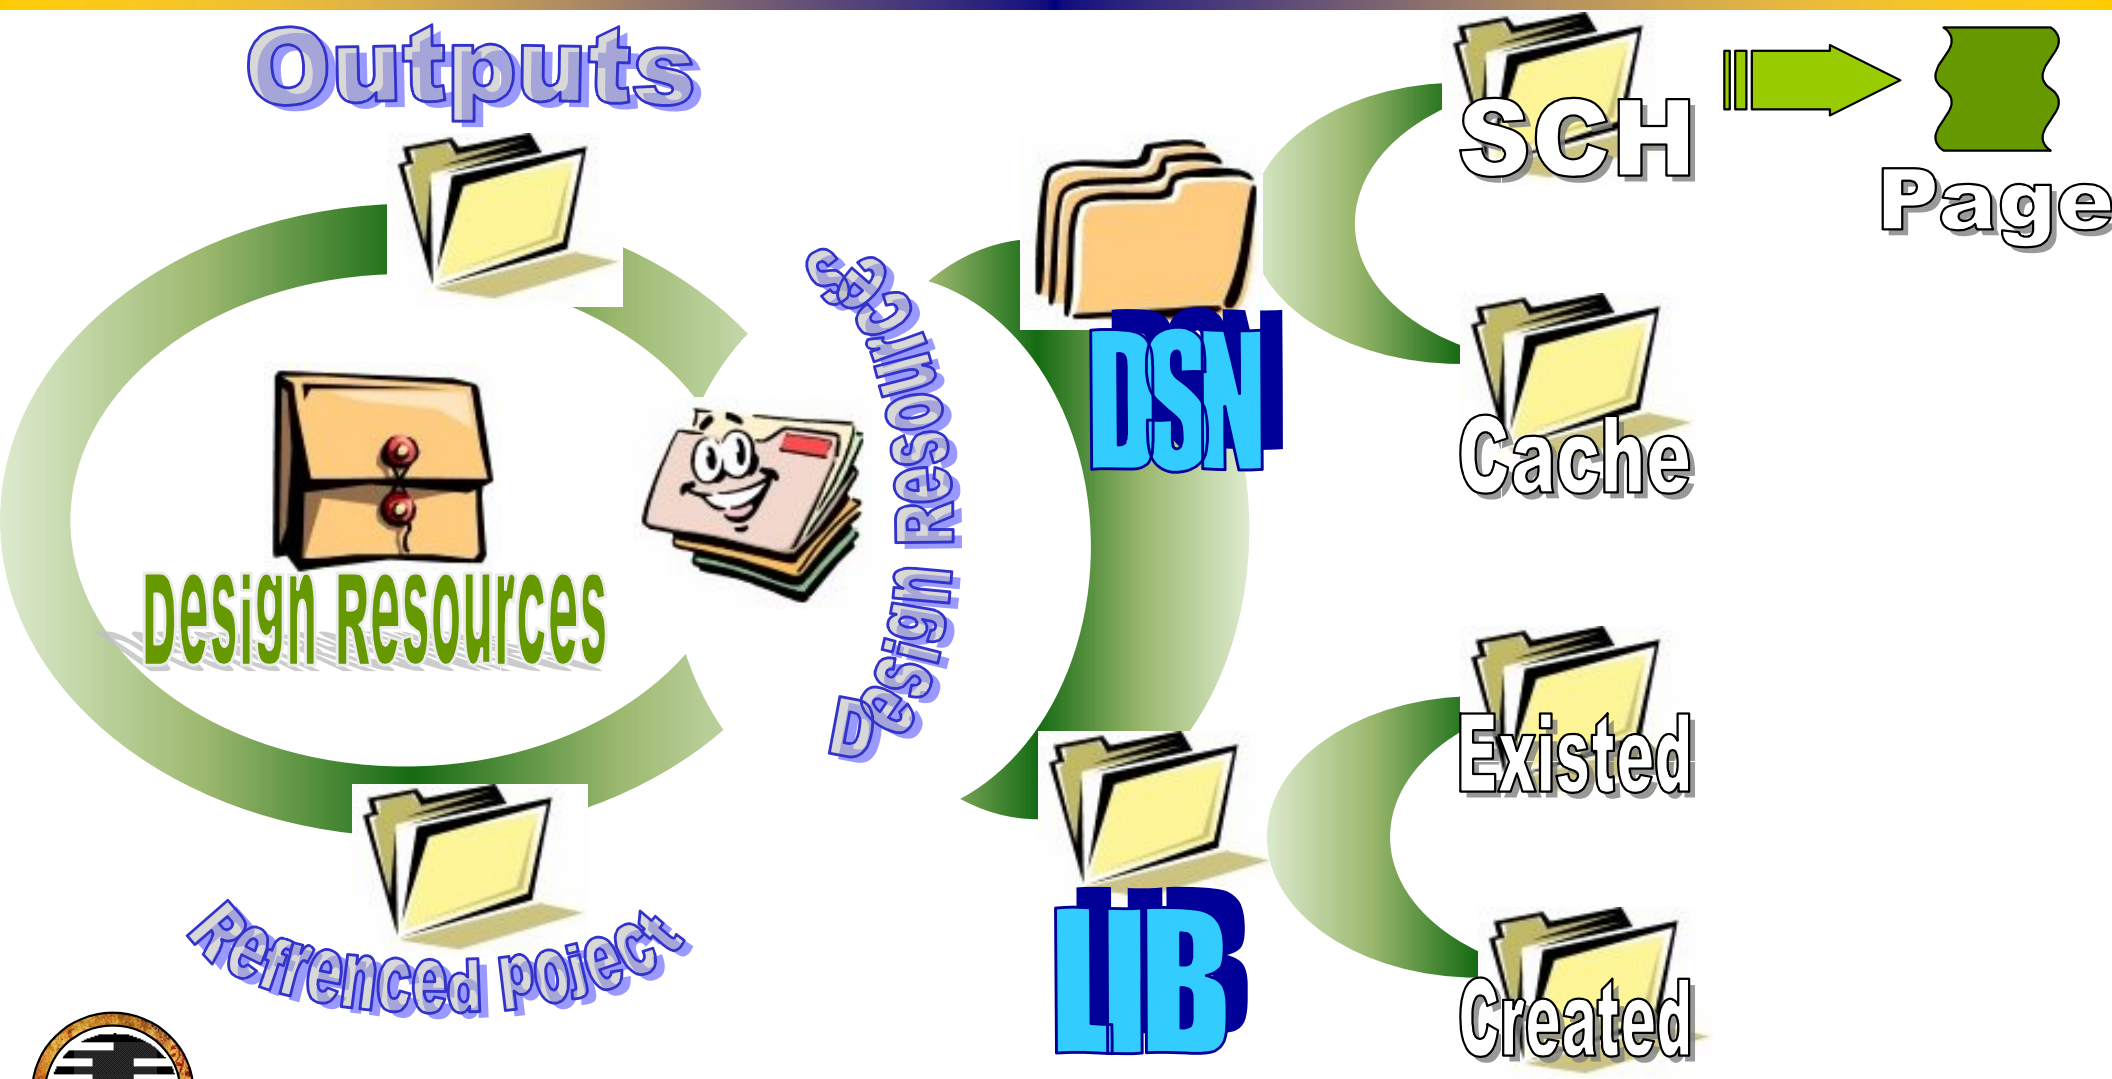 Outputs
SCH
Page
Design Resources
DSN
Cache
Design Resources
Existed
LIB
Refrenced poject
Created